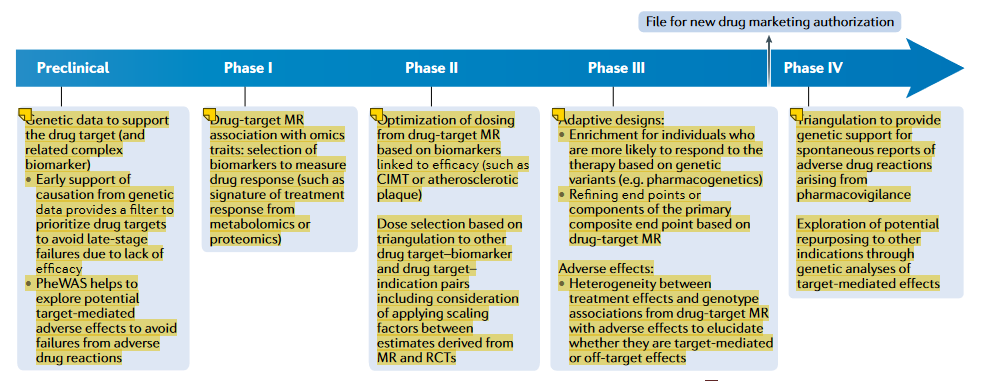 File for new drug marketing authorization
Preclinical
Phase I
Phase II
Phase III
Phase IV
Genetic data to support
the drug target (and
related complex
biomarker)
• Early support of
causation from genetic
data provides a filter to
prioritize drug targets
to avoid late-stage
failures due to lack of
efficacy
• PheWAS helps to
explore potential
target-mediated
adverse effects to avoid
failures from adverse
drug reactions
Drug-target MR
association with omics
traits: selection of
biomarkers to measure
drug response (such as
signature of treatment
response from
metabolomics or
proteomics)
Optimization of dosing
from drug-target MR
based on biomarkers
linked to efficacy (such as
CIMT or atherosclerotic
plaque)
Dose selection based on
triangulation to other
drug target–biomarker
and drug target–
indication pairs
including consideration
of applying scaling
factors between
estimates derived from
MR and RCTs
Adaptive designs:
• Enrichment for individuals who
are more likely to respond to the
therapy based on genetic
variants (e.g. pharmacogenetics)
• Refining end points or
components of the primary
composite end point based on
drug-target MR
Adverse effects:
• Heterogeneity between
treatment effects and genotype
associations from drug-target MR
with adverse effects to elucidate
whether they are target-mediated
or off-target effects
Triangulation to provide
genetic support for
spontaneous reports of
adverse drug reactions
arising from
pharmacovigilance
Exploration of potential
repurposing to other
indications through
genetic analyses of
target-mediated effects